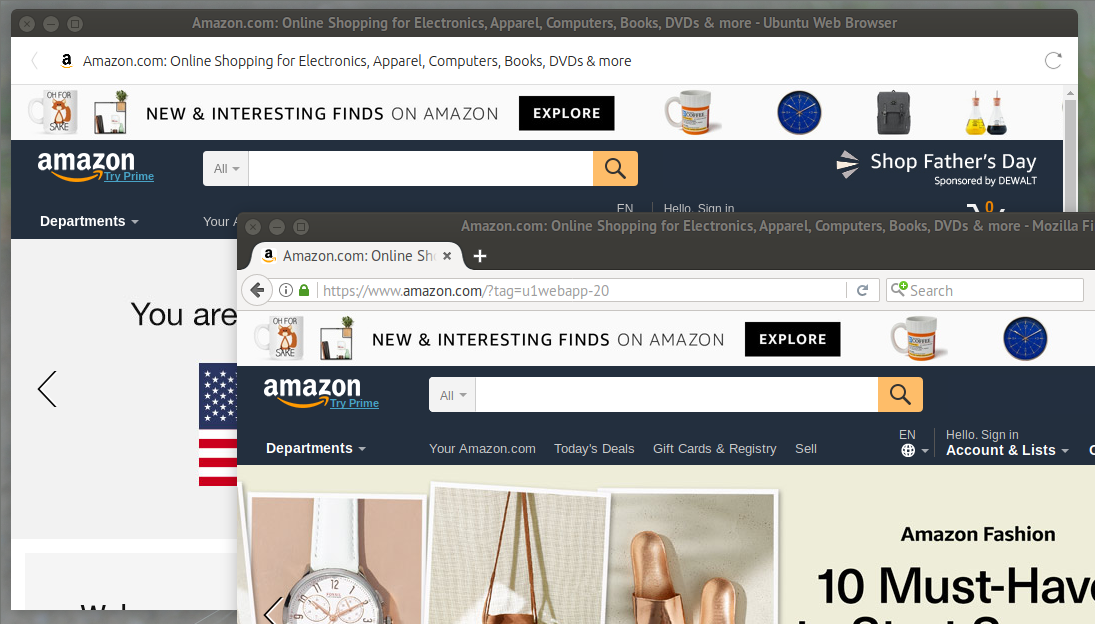 Amazon.com: Online Shopping for Electronics, Apparel, Computers, Books, DVDs & more - Ubuntu Web Browser
a Amazon.com: Online Shopping for Electronics, Apparel, Computers, Books, DVDs & more
OH FOR
SAKE
NEW & INTERESTING FINDS ON AMAZON
EXPLORE
COFFEE
amazon
Try Prime
All
Shop Father's Day
Sponsored by DEWALT
Departments
Your A
EN
Hello. Sign in
0
You are
Amazon.com: Online Shopping for Electronics, Apparel, Computers, Books, DVDs & more - Mozilla Fi
a Amazon.com: Online Sh
https://www.amazon.com/?tag=u1webapp-20
Search
OH FOR
SAKE
NEW & INTERESTING FINDS ON AMAZON
EXPLORE
COFFEE
amazon
Try Prime
All
Departments
Your Amazon.com
Today's Deals
Gift Cards & Registry
Sell
EN
Hello. Sign in
Account & Lists
Amazon Fashion
10 Must-Have